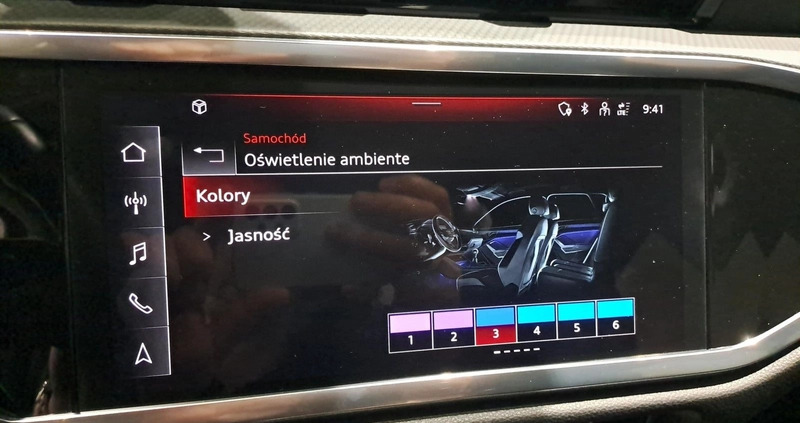 9:41
Samochód
Oświetlenie ambiente
Kolory
> Jasność
1 2 3 4 5 6